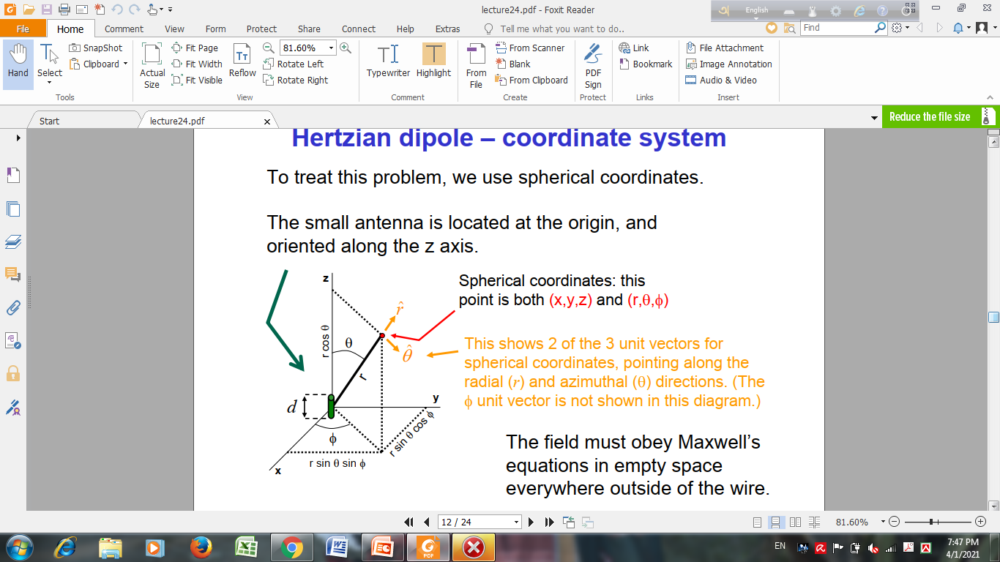 lecture24.pdf - Foxit Reader
English
File Home Comment View Form Protect Share Connect Help Extras Tell me what you want to do.. Find
Hand
Select
SnapShot
Clipboard
Tools
Actual Size
Fit Page
Fit Width
Fit Visible
Reflow
81.60%
Rotate Left
Rotate Right
View
Typewriter
Highlight
Comment
From File
From Scanner
Blank
From Clipboard
Create
PDF Sign
Protect
Link
Bookmark
Links
File Attachment
Image Annotation
Audio & Video
Insert
Start
lecture24.pdf
Reduce the file size
Hertzian dipole – coordinate system
To treat this problem, we use spherical coordinates.
The small antenna is located at the origin, and
oriented along the z axis.
z
r cos θ
θ
r
r̂
θ̂
d
y
ϕ
r sin θ cos ϕ
r sin θ sin ϕ
x
Spherical coordinates: this
point is both (x,y,z) and (r,θ,ϕ)
This shows 2 of the 3 unit vectors for
spherical coordinates, pointing along the
radial (r) and azimuthal (θ) directions. (The
ϕ unit vector is not shown in this diagram.)
The field must obey Maxwell's
equations in empty space
everywhere outside of the wire.
12 / 24
81.60%
PDF
EN
7:47 PM
4/1/2021